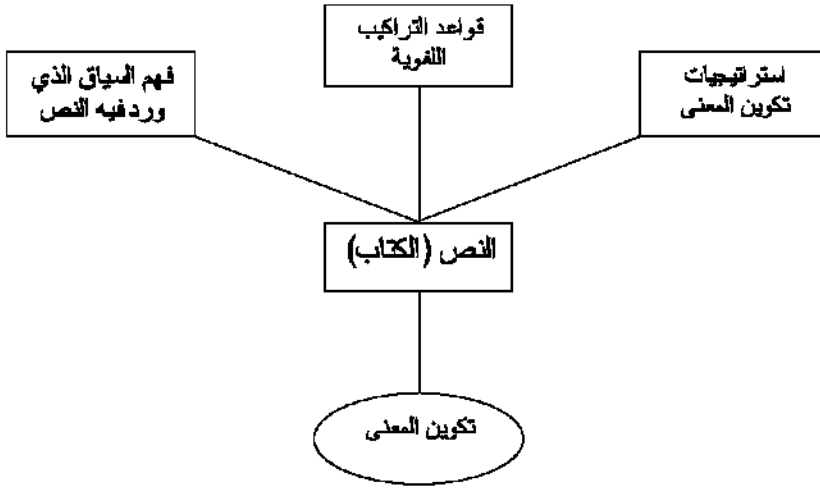 قواعد التراكيب
اللغوية
استراتيجيات
تكوين المعنى
فهم السياق الذي
ورد فيه النص
النص (الكتاب)
تكوين المعنى